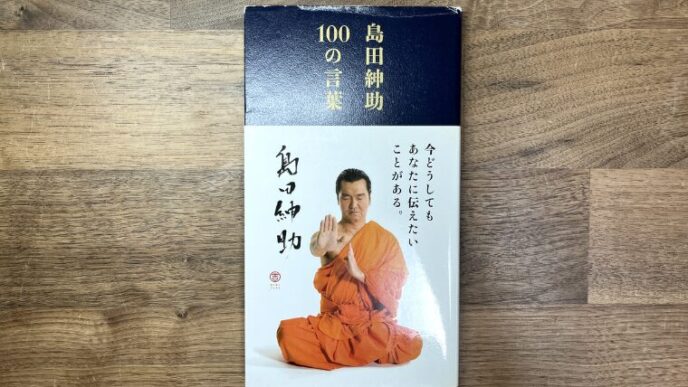 島田紳助
100の言葉
今どうしても
あなたに伝えたい
ことがある。
島田紳助